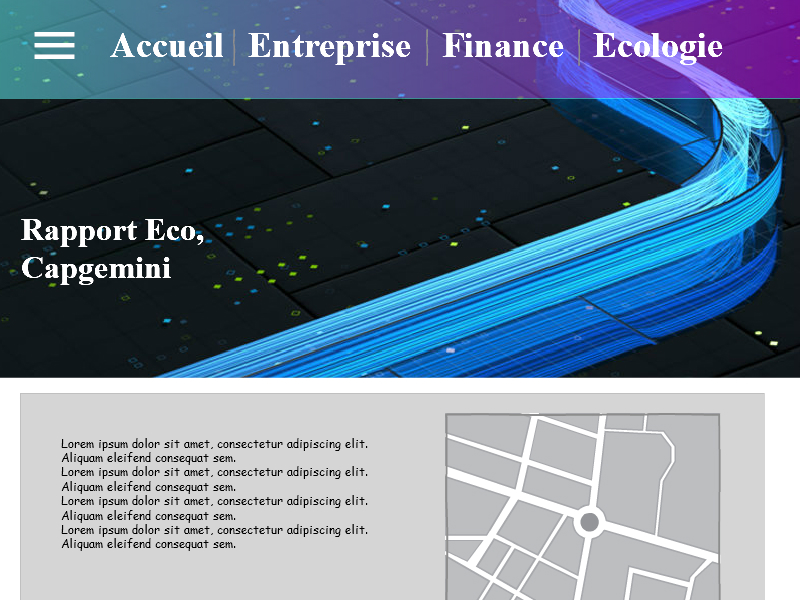 Accueil Entreprise Finance Ecologie
Rapport Eco,
Capgemini
Lorem ipsum dolor sit amet, consectetur adipiscing elit.
Aliquam eleifend consequat sem.
Lorem ipsum dolor sit amet, consectetur adipiscing elit.
Aliquam eleifend consequat sem.
Lorem ipsum dolor sit amet, consectetur adipiscing elit.
Aliquam eleifend consequat sem.
Lorem ipsum dolor sit amet, consectetur adipiscing elit.
Aliquam eleifend consequat sem.